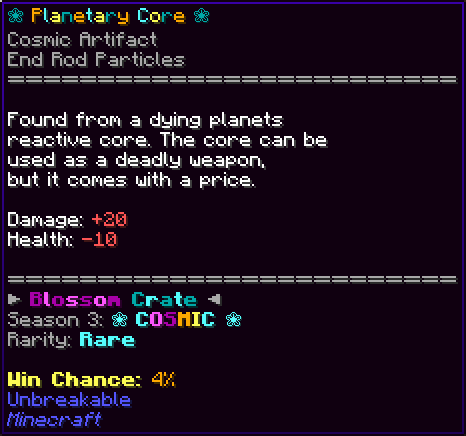 ❀ Planetary Core ❀
Cosmic Artifact
End Rod Particles
==============================
Found from a dying planets
reactive core. The core can be
used as a deadly weapon,
but it comes with a price.
Damage: +20
Health: -10
==============================
► Blossom Crate ◄
Season 3: ❀ COSMIC ❀
Rarity: Rare
Win Chance: 4%
Unbreakable
Minecraft